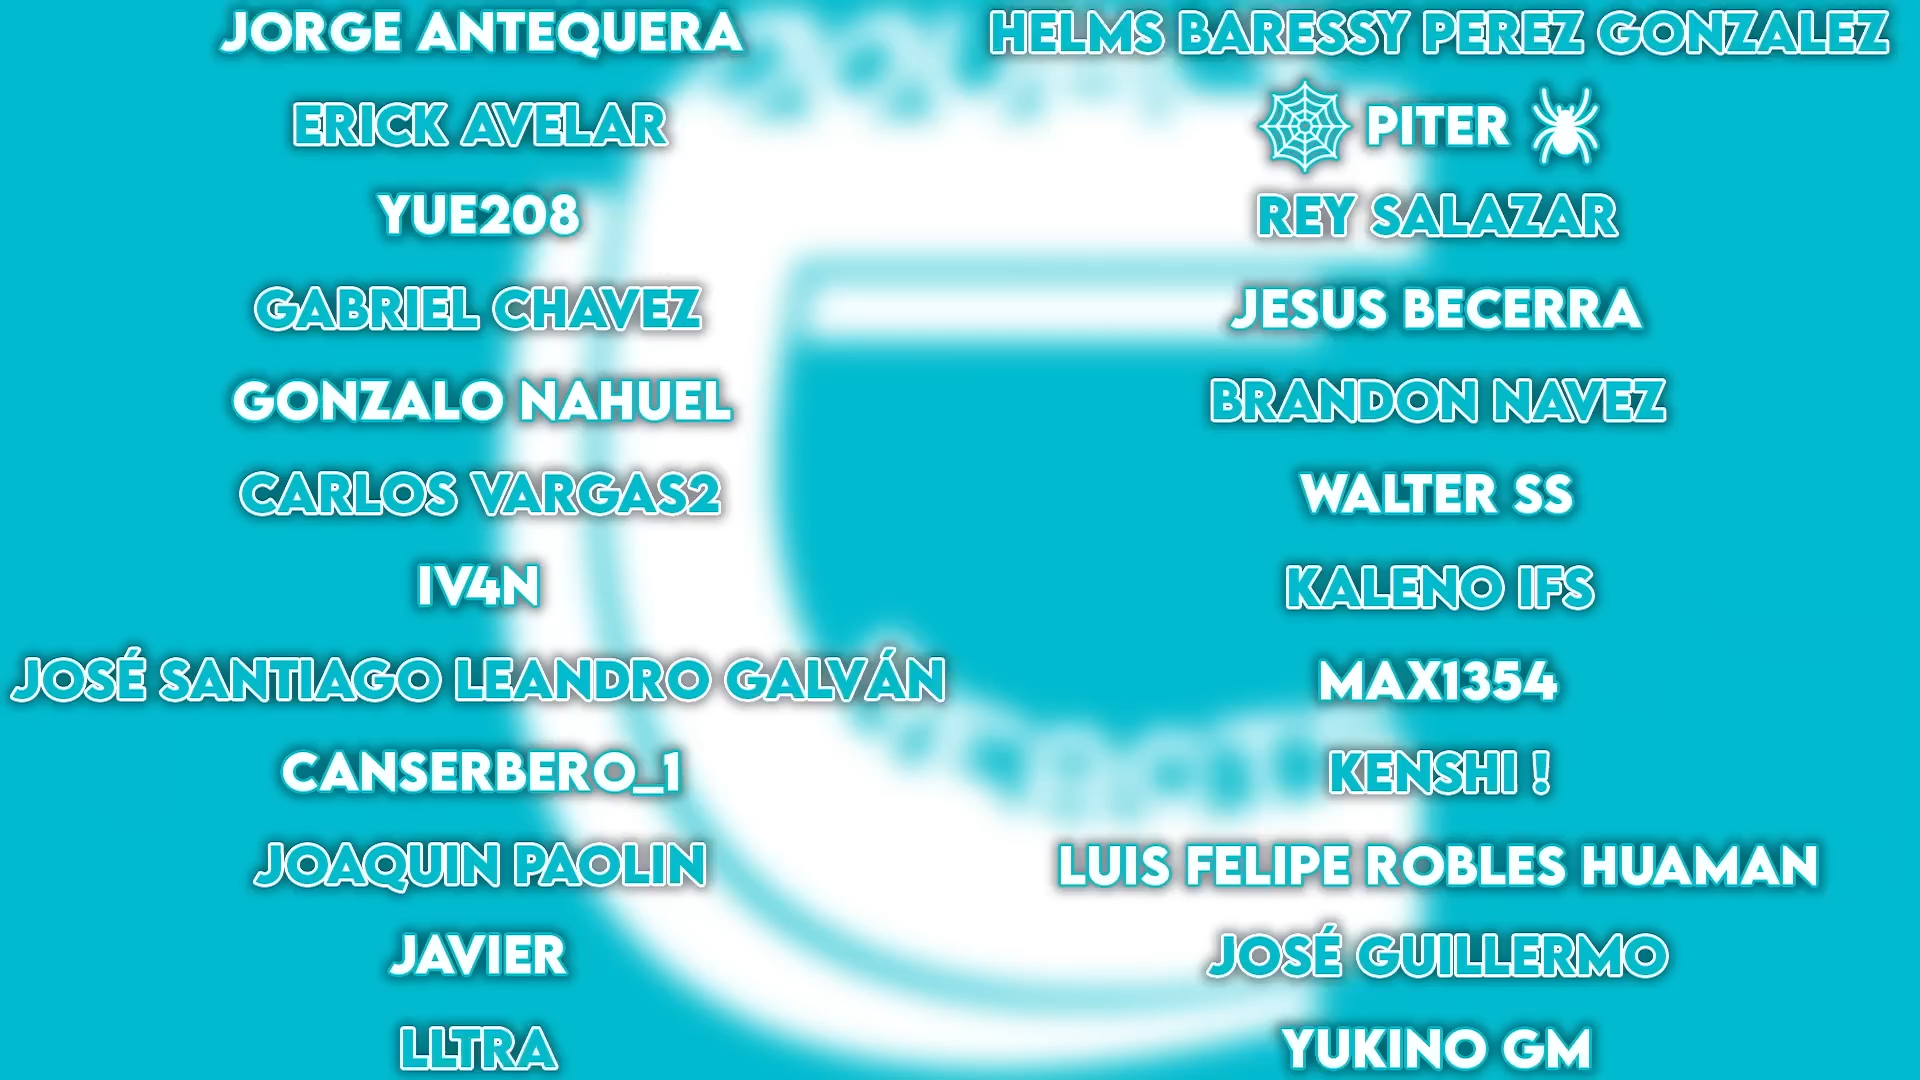 JORGE ANTEQUERA
ERICK AVELAR
YUE208
GABRIEL CHAVEZ
GONZALO NAHUEL
CARLOS VARGAS2
IV4N
JOSÉ SANTIAGO LEANDRO GALVÁN
CANSERBERO_1
JOAQUIN PAOLIN
JAVIER
LLTRA
HELMS BARESSY PEREZ GONZALEZ
🕸 PITER 🕷
REY SALAZAR
JESUS BECERRA
BRANDON NAVEZ
WALTER SS
KALENO IFS
MAX1354
KENSHI !
LUIS FELIPE ROBLES HUAMAN
JOSÉ GUILLERMO
YUKINO GM